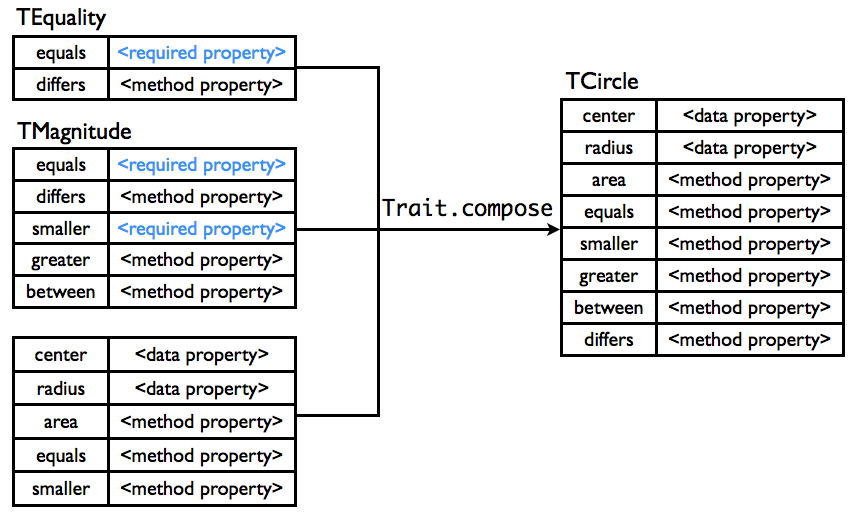 TEquality
equals <required property>
differs <method property>
TMagnitude
equals <required property>
differs <method property>
smaller <required property>
greater <method property>
between <method property>
center <data property>
radius <data property>
area <method property>
equals <method property>
smaller <method property>
Trait.compose
TCircle
center <data property>
radius <data property>
area <method property>
equals <method property>
smaller <method property>
greater <method property>
between <method property>
differs <method property>